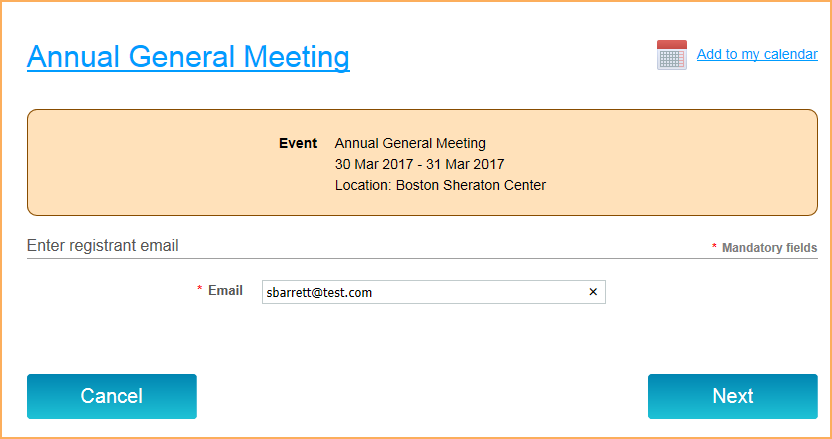 Annual General Meeting
Add to my calendar
Event Annual General Meeting
30 Mar 2017 - 31 Mar 2017
Location: Boston Sheraton Center
Enter registrant email
* Mandatory fields
* Email sbarrett@test.com ×
Cancel
Next